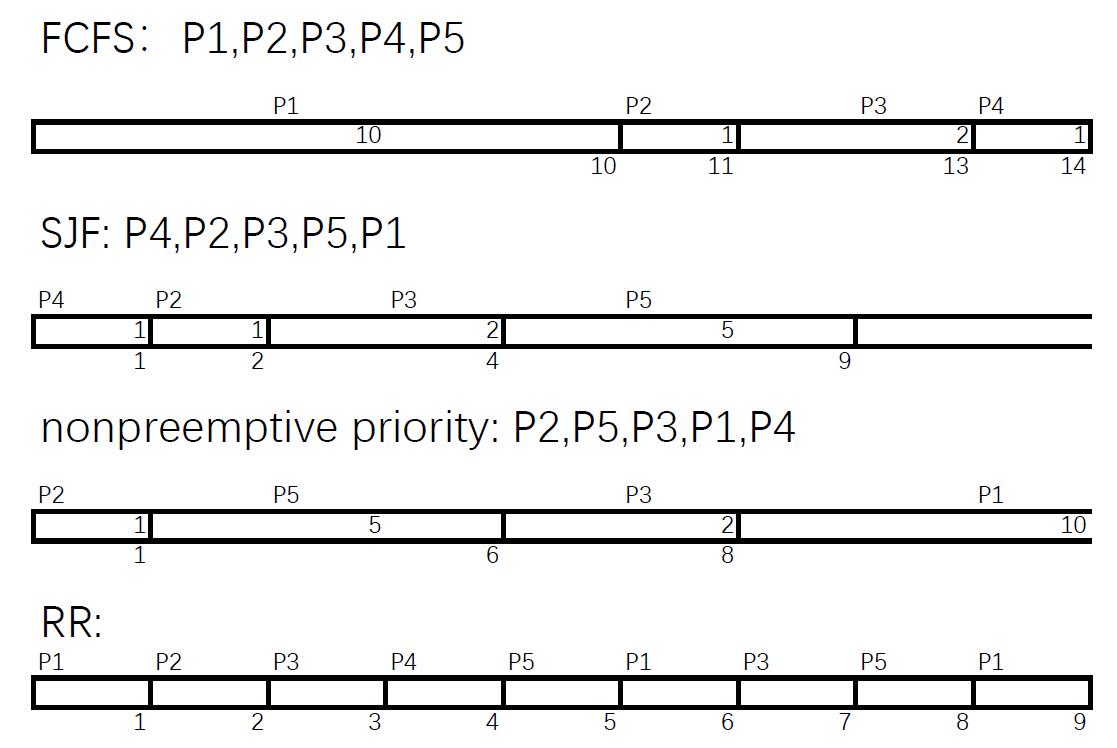 FCFS: P1,P2,P3,P4,P5
P1 P2 P3 P4
10 1 2 1
10 11 13 14
SJF: P4,P2,P3,P5,P1
P4 P2 P3 P5
1 1 2 5
1 2 4 9
nonpreemptive priority: P2,P5,P3,P1,P4
P2 P5 P3 P1
1 5 2 10
1 6 8
RR:
P1 P2 P3 P4 P5 P1 P3 P5 P1
1 2 3 4 5 6 7 8 9